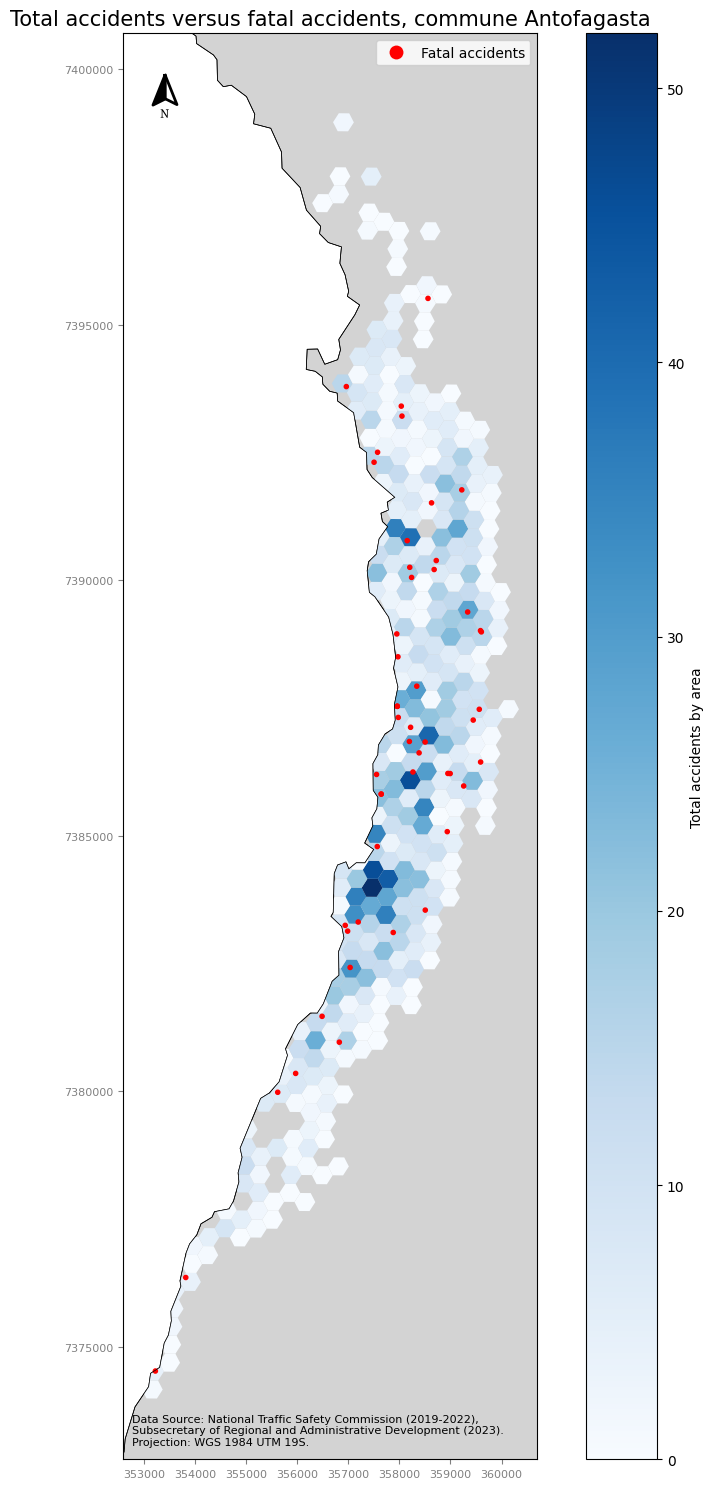 Total accidents versus fatal accidents, commune Antofagasta
Fatal accidents
N
7400000
7395000
7390000
7385000
7380000
7375000
353000 354000 355000 356000 357000 358000 359000 360000
Data Source: National Traffic Safety Commission (2019-2022),
Subsecretary of Regional and Administrative Development (2023).
Projection: WGS 1984 UTM 19S.
50
40
30
20
10
0
Total accidents by area